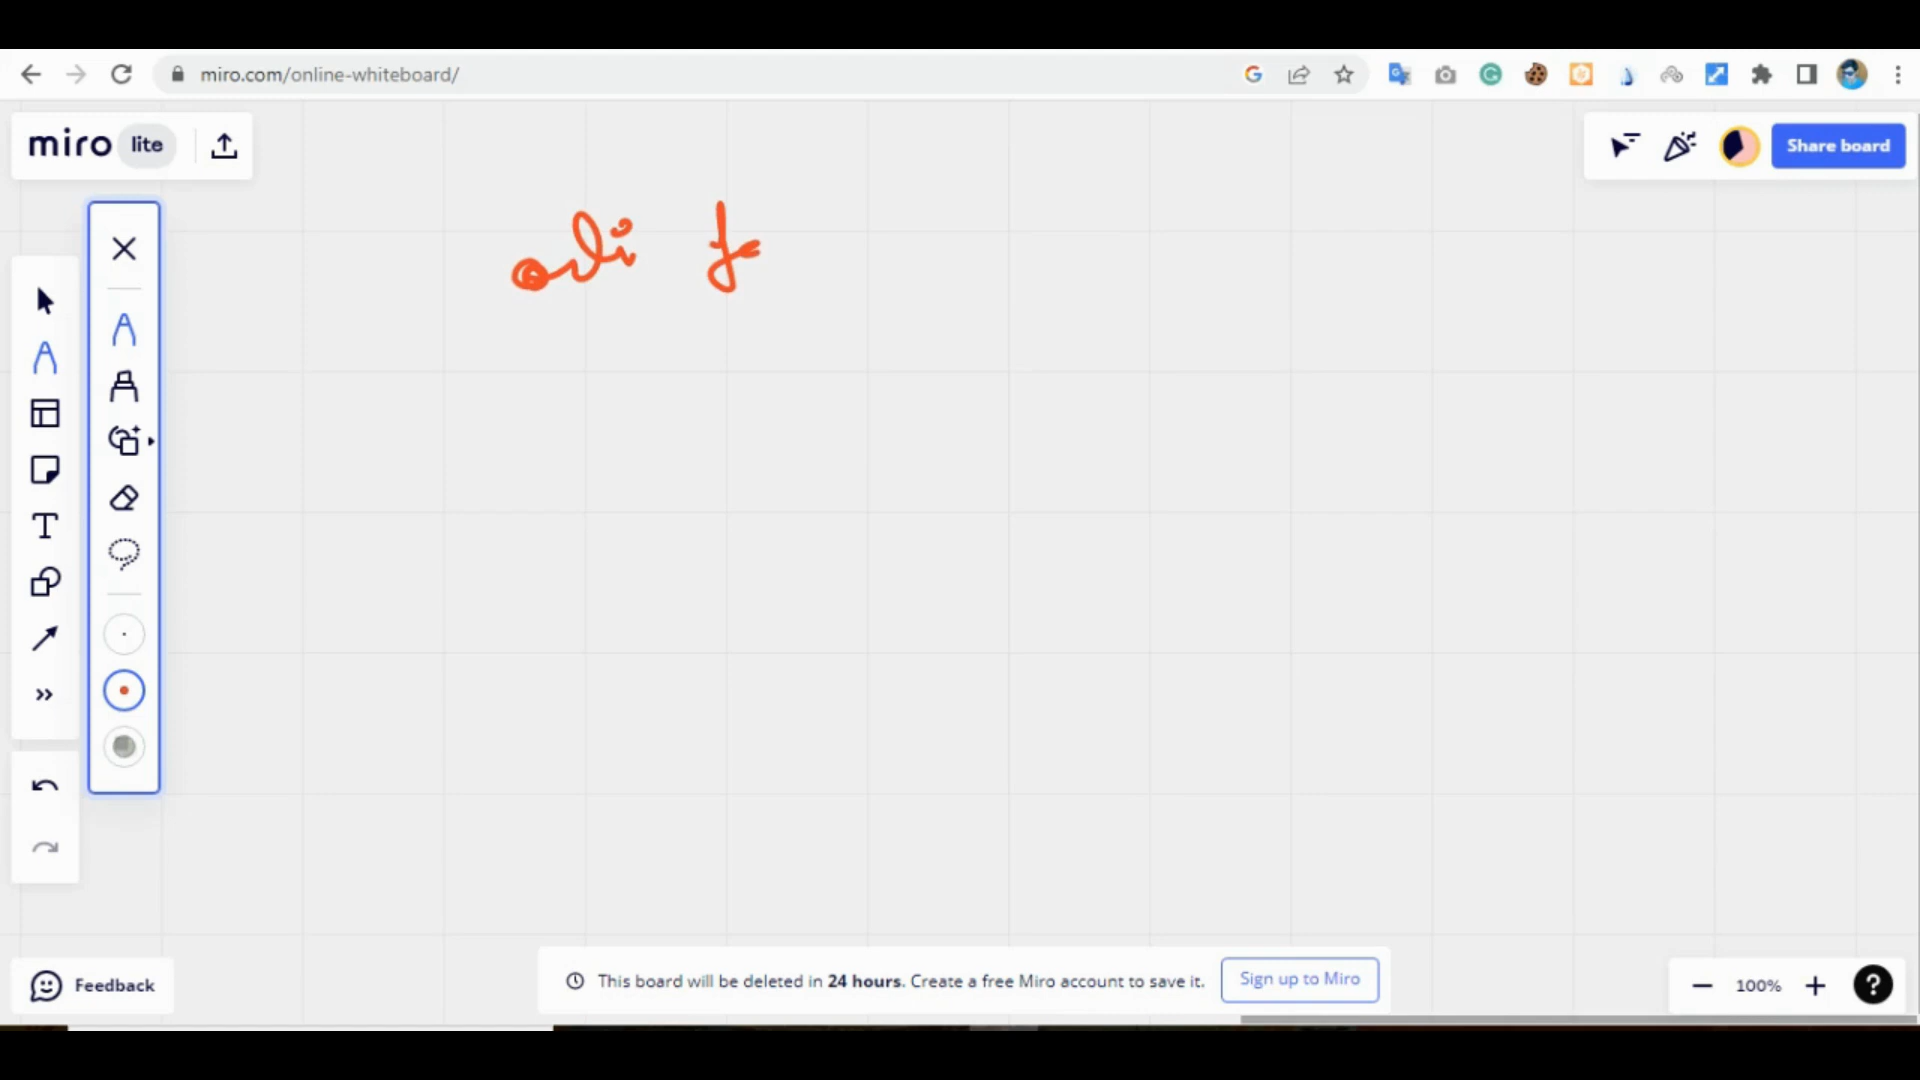 miro.com/online-whiteboard/
miro lite
Share board
Feedback
This board will be deleted in 24 hours. Create a free Miro account to save it.
Sign up to Miro
100%
?